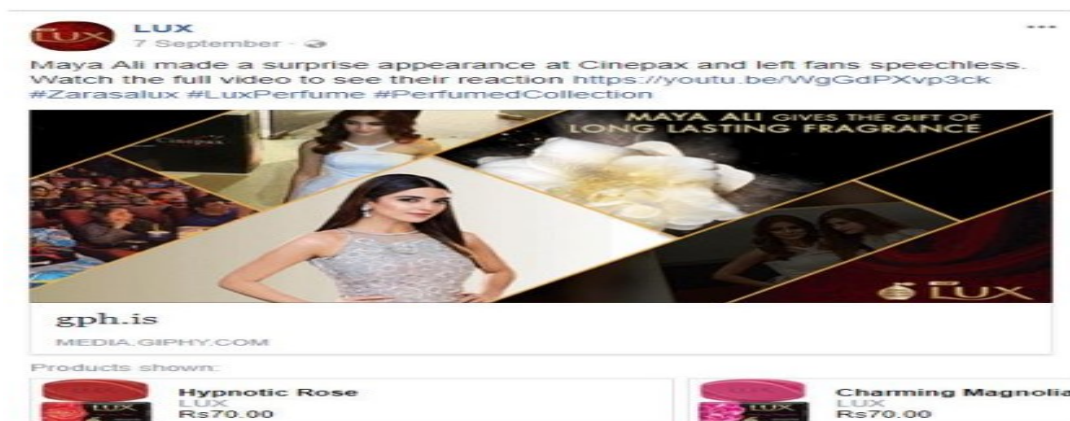 LUX
LUX
7 September
Maya Ali made a surprise appearance at Cinepax and left fans speechless.
Watch the full video to see their reaction https://youtu.be/WgGdPXvp3ck
#Zarasalux #LuxPerfume #PerfumedCollection
MAYA ALI GIVES THE GIFT OF
LONG LASTING FRAGRANCE
Cinepax
LUX
gph.is
MEDIA.GIPHY.COM
Products shown:
Hypnotic Rose
LUX
Rs70.00
LUX
Charming Magnolia
LUX
Rs70.00
LUX